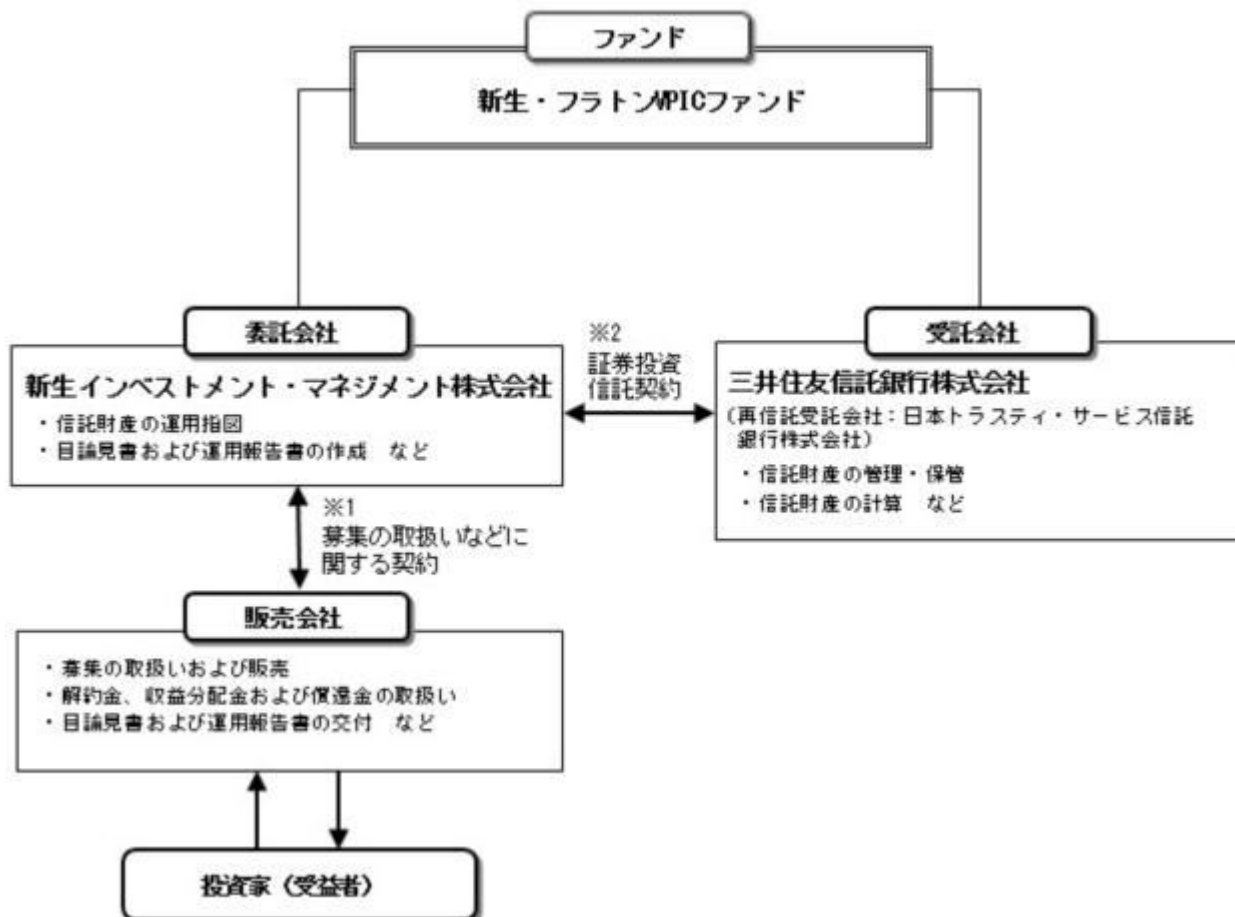 ファンド
新生・フラトンVPICファンド
委託会社
新生インベストメント・マネジメント株式会社
・信託財産の運用指図
・目論見書および運用報告書の作成 など
※2
証券投資
信託契約
受託会社
三井住友信託銀行株式会社
(再信託受託会社:日本トラスティ・サービス信託
銀行株式会社)
・信託財産の管理・保管
・信託財産の計算 など
※1
募集の取扱いなどに
関する契約
販売会社
・募集の取扱いおよび販売
・解約金、収益分配金および償還金の取扱い
・目論見書および運用報告書の交付 など
投資家(受益者)